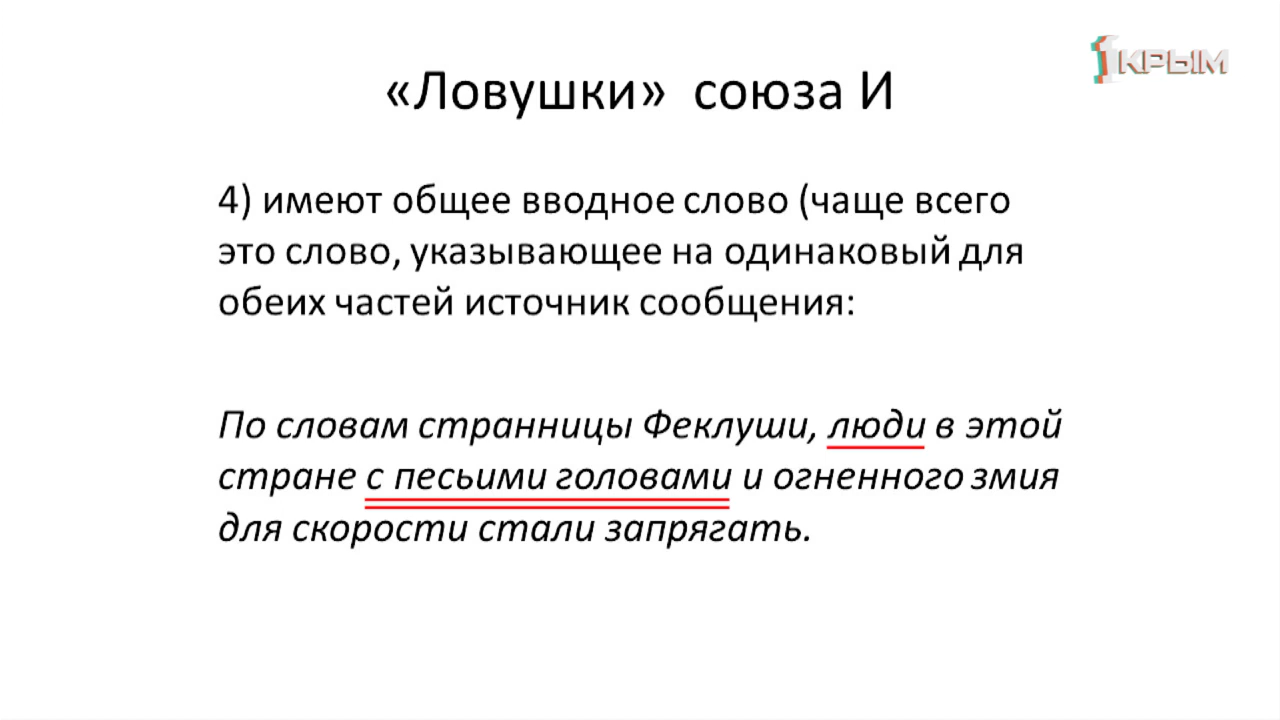 1КРЫМ
«Ловушки» союза И
4) имеют общее вводное слово (чаще всего
это слово, указывающее на одинаковый для
обеих частей источник сообщения:
По словам странницы Феклуши, люди в этой
стране с песьими головами и огненного змия
для скорости стали запрягать.